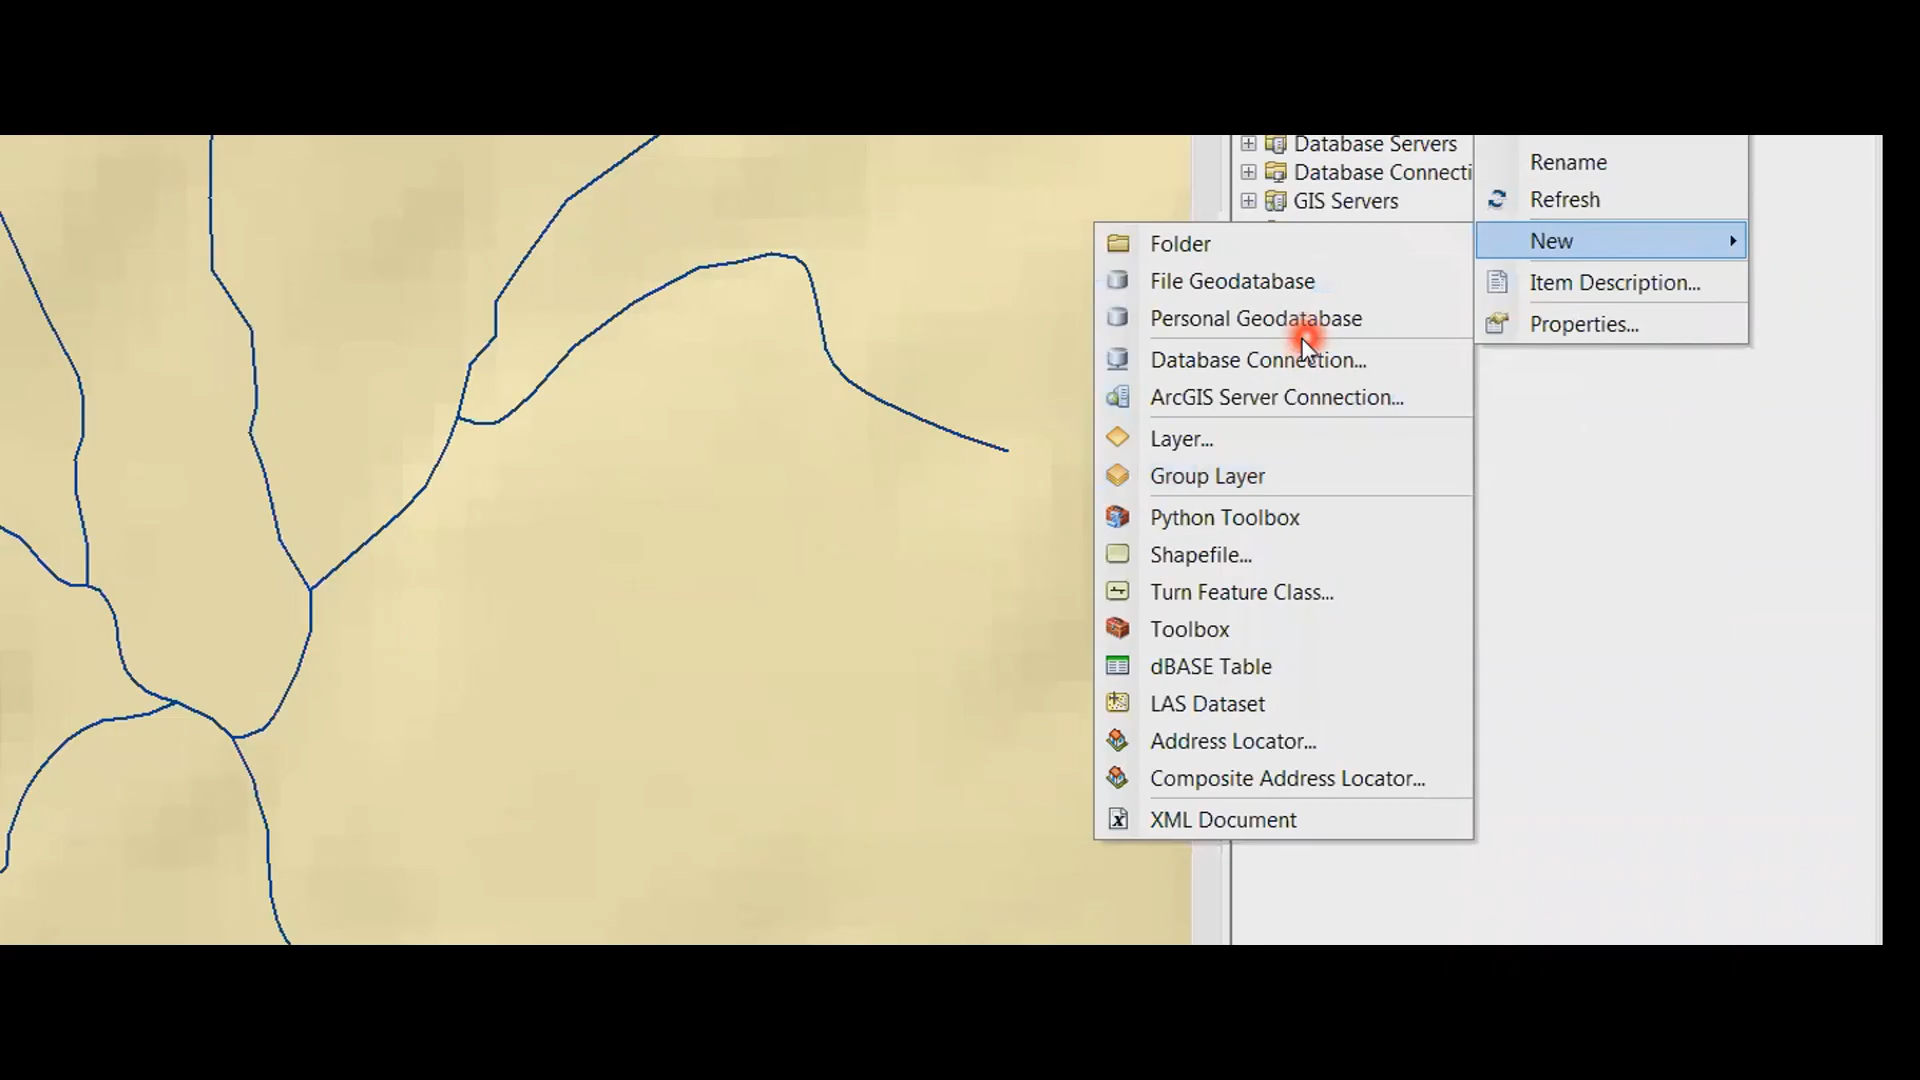 Database Servers
Database Connecti
GIS Servers
Rename
Refresh
New
Item Description...
Properties...
Folder
File Geodatabase
Personal Geodatabase
Database Connection...
ArcGIS Server Connection...
Layer...
Group Layer
Python Toolbox
Shapefile...
Turn Feature Class...
Toolbox
dBASE Table
LAS Dataset
Address Locator...
Composite Address Locator...
XML Document